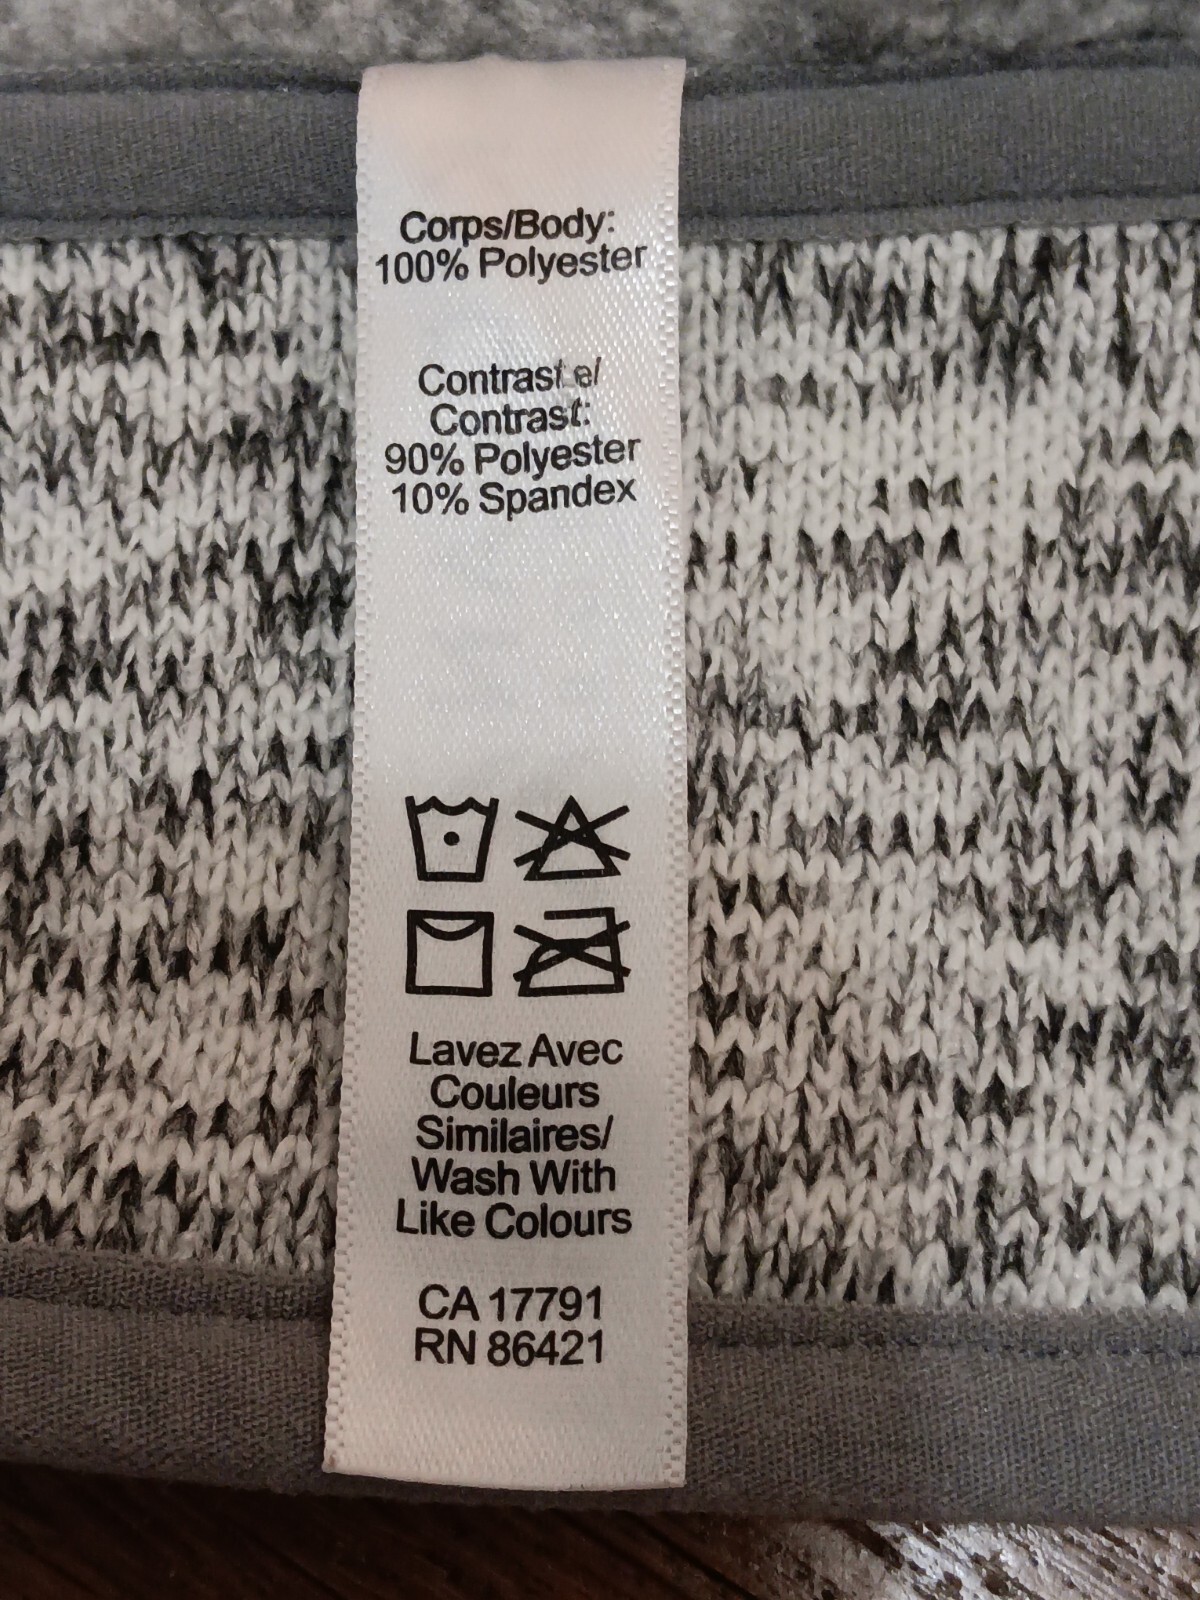 Corps/Body:
100% Polyester
Contraste/
Contrast:
90% Polyester
10% Spandex
Lavez Avec
Couleurs
Similaires/
Wash With
Like Colours
CA 17791
RN 86421